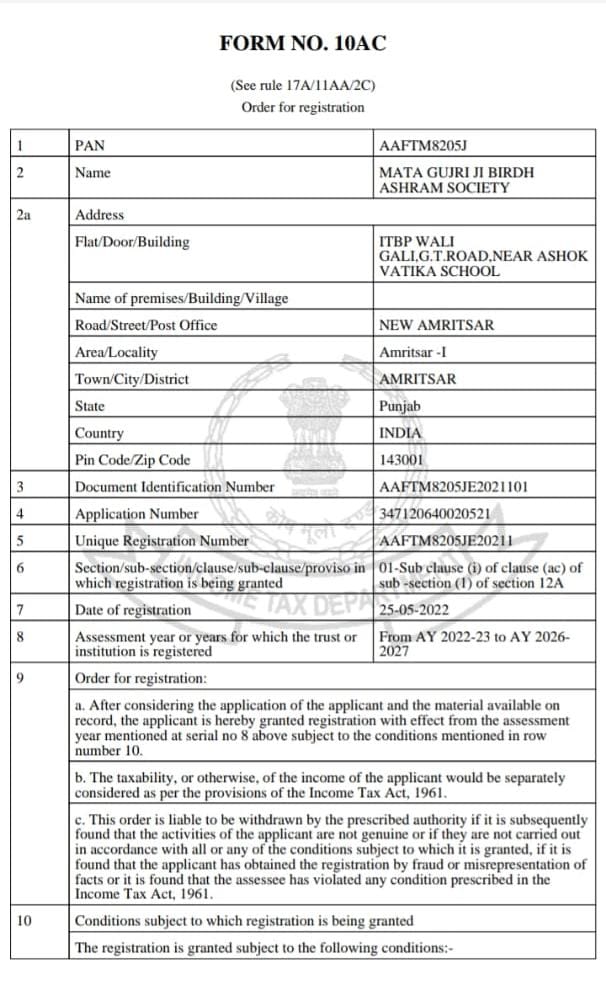 FORM NO. 10AC
(See rule 17A/11AA/2C)
Order for registration
1 PAN AAFTM8205J
2 Name MATA GUJRI JI BIRDH
ASHRAM SOCIETY
2a Address
Flat/Door/Building ITBP WALI
GALI,G.T.ROAD,NEAR ASHOK
VATIKA SCHOOL
Name of premises/Building/Village
Road/Street/Post Office NEW AMRITSAR
Area/Locality Amritsar -I
Town/City/District AMRITSAR
State Punjab
Country INDIA
Pin Code/Zip Code 143001
3 Document Identification Number AAFTM8205JE2021101
4 Application Number 347120640020521
5 Unique Registration Number AAFTM8205JE20211
6 Section/sub-section/clause/sub-clause/proviso in 01-Sub clause (i) of clause (ac) of
which registration is being granted sub -section (1) of section 12A
7 Date of registration 25-05-2022
8 Assessment year or years for which the trust or From AY 2022-23 to AY 2026-
institution is registered 2027
9 Order for registration:
a. After considering the application of the applicant and the material available on
record, the applicant is hereby granted registration with effect from the assessment
year mentioned at serial no 8 above subject to the conditions mentioned in row
number 10.
b. The taxability, or otherwise, of the income of the applicant would be separately
considered as per the provisions of the Income Tax Act, 1961.
c. This order is liable to be withdrawn by the prescribed authority if it is subsequently
found that the activities of the applicant are not genuine or if they are not carried out
in accordance with all or any of the conditions subject to which it is granted, if it is
found that the applicant has obtained the registration by fraud or misrepresentation of
facts or it is found that the assessee has violated any condition prescribed in the
Income Tax Act, 1961.
10 Conditions subject to which registration is being granted
The registration is granted subject to the following conditions:-